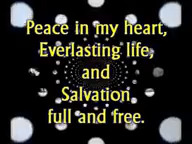 Peace in my heart,
Everlasting life,
and
Salvation
full and free.